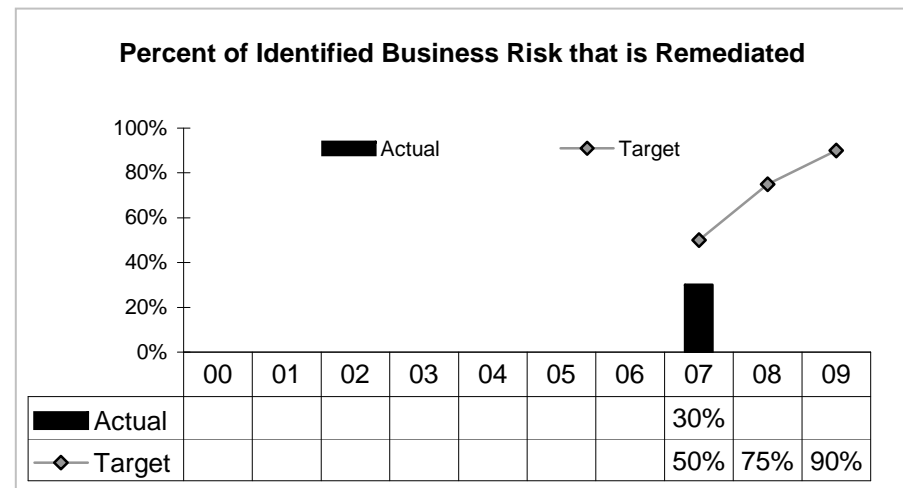 Percent of Identified Business Risk that is Remediated
Actual Target
100%
80%
60%
40%
20%
0%
00 01 02 03 04 05 06 07 08 09
Actual 30%
Target 50% 75% 90%